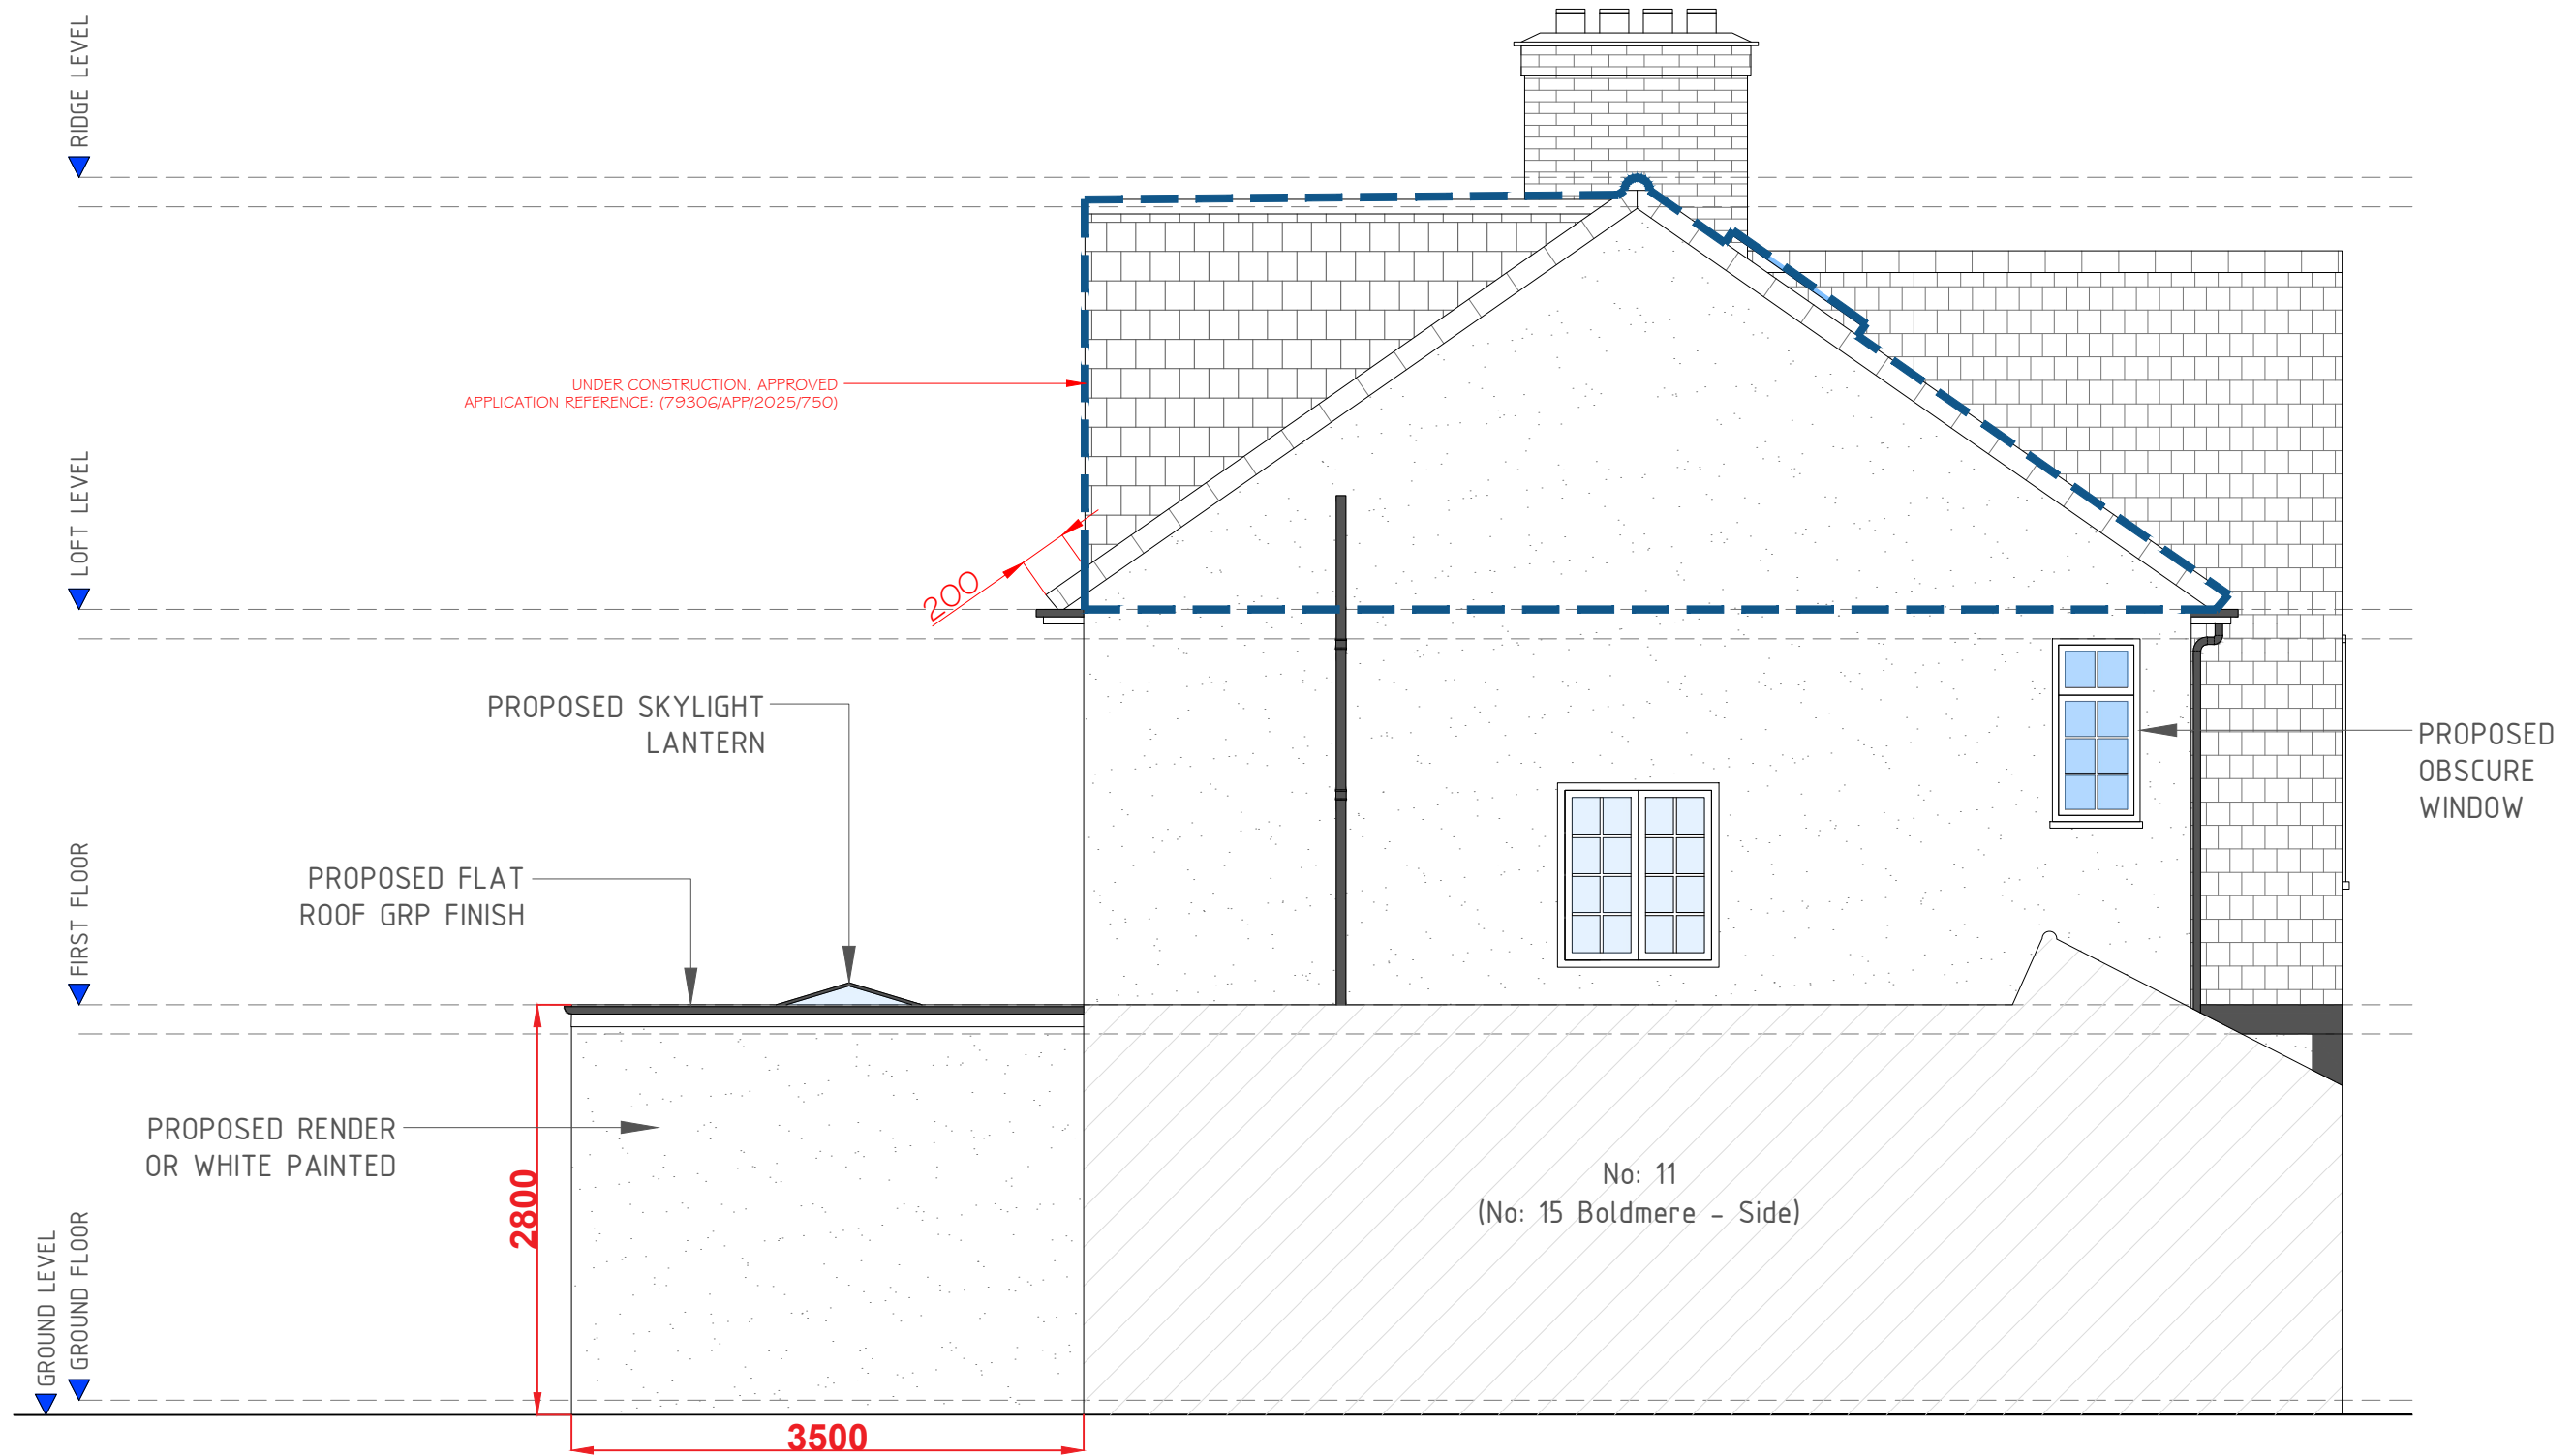 RIDGE LEVEL
UNDER CONSTRUCTION. APPROVED
APPLICATION REFERENCE: (79306/APP/2025/750)
LOFT LEVEL
200
PROPOSED SKYLIGHT
LANTERN
PROPOSED
OBSCURE
WINDOW
PROPOSED FLAT
ROOF GRP FINISH
FIRST FLOOR
PROPOSED RENDER
OR WHITE PAINTED
2800
No: 11
(No: 15 Boldmere - Side)
GROUND LEVEL
GROUND FLOOR
3500